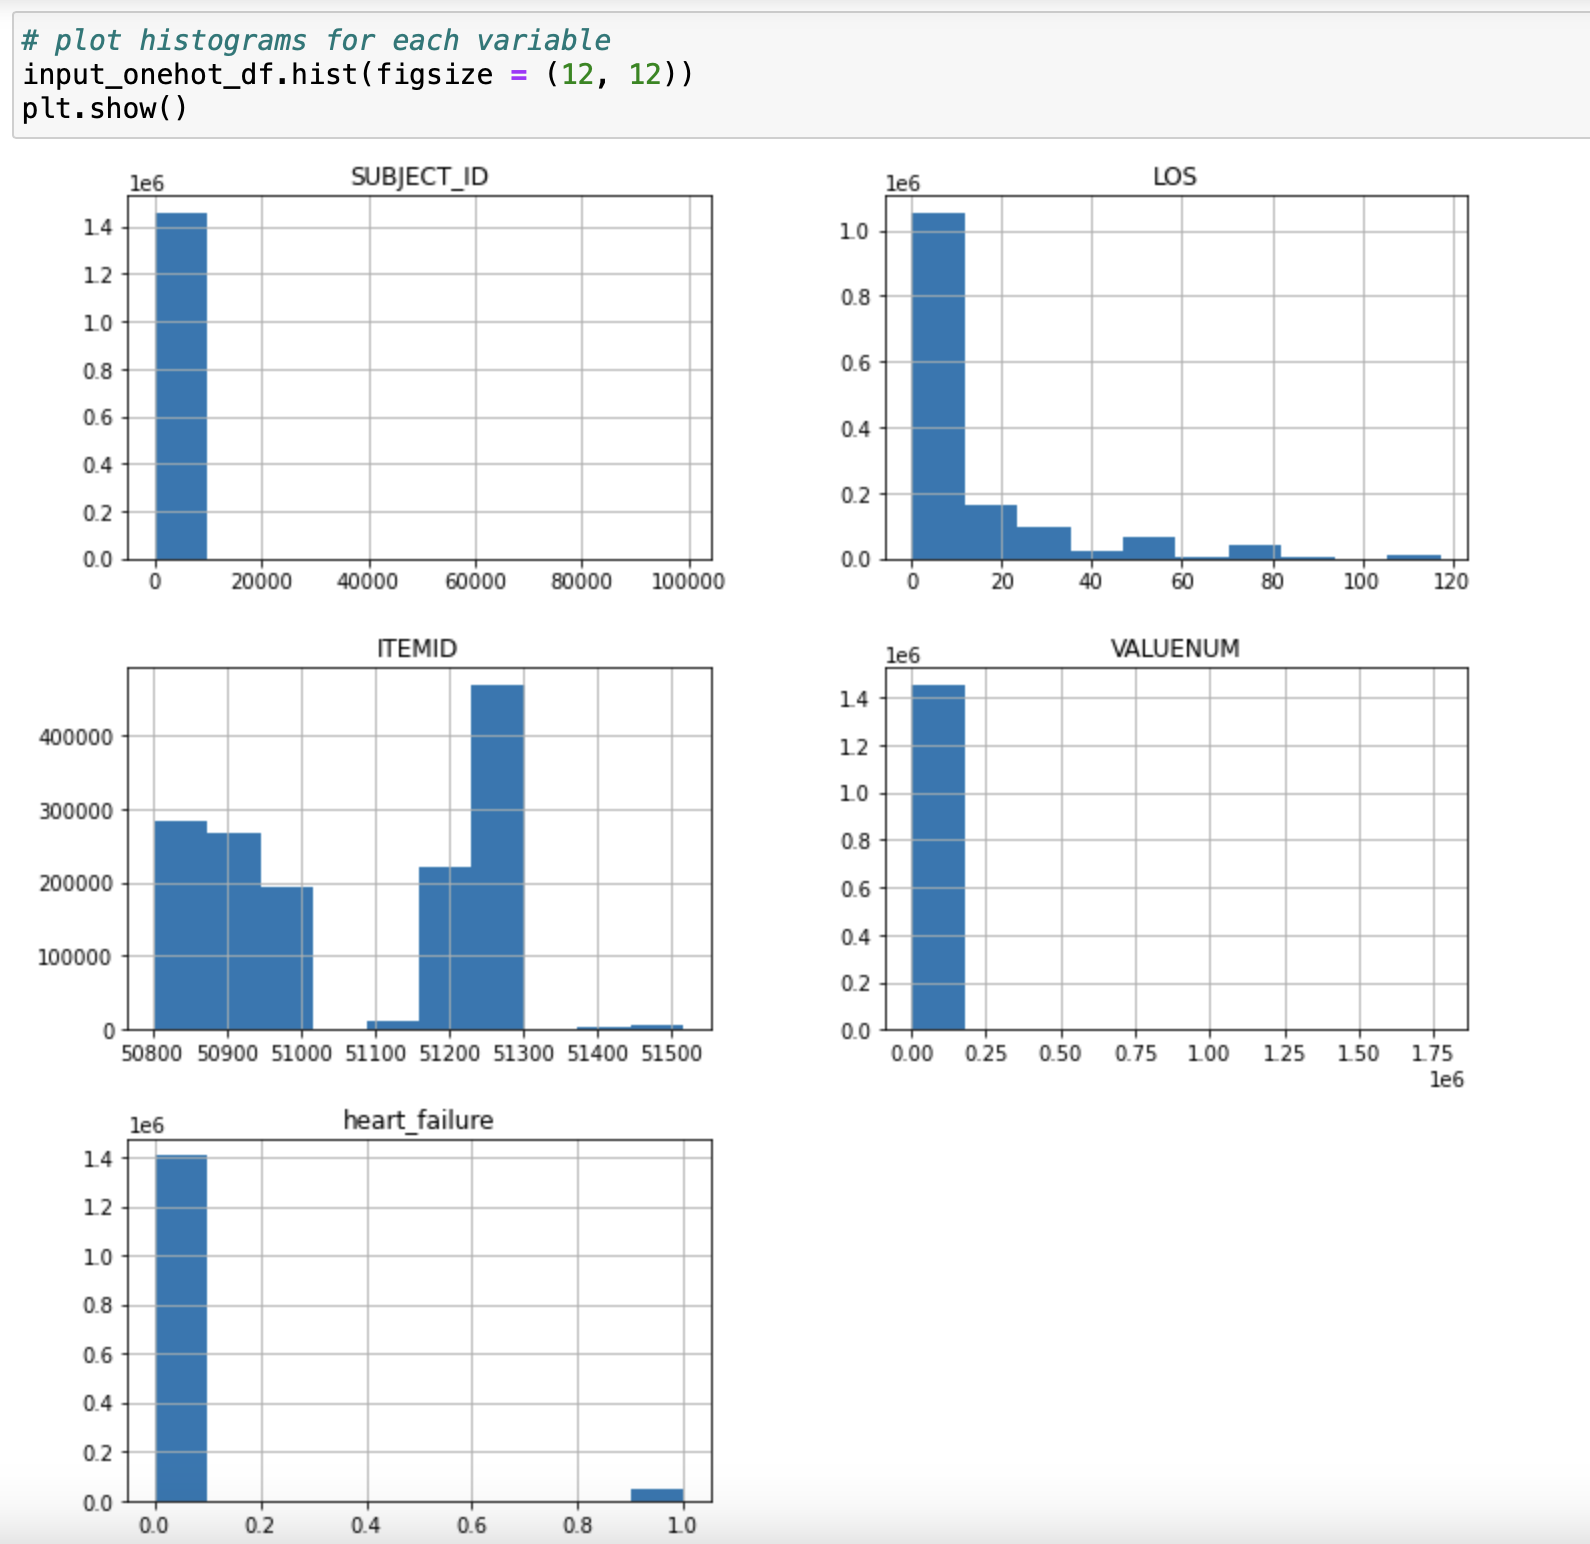 # plot histograms for each variable
input_onehot_df.hist(figsize = (12, 12))
plt.show()
SUBJECT_ID
1e6
1.4
1.2
1.0
0.8
0.6
0.4
0.2
0.0
0 20000 40000 60000 80000 100000
LOS
1e6
1.0
0.8
0.6
0.4
0.2
0.0
0 20 40 60 80 100 120
ITEMID
400000
300000
200000
100000
0
50800 50900 51000 51100 51200 51300 51400 51500
VALUENUM
1e6
1.4
1.2
1.0
0.8
0.6
0.4
0.2
0.0
0.00 0.25 0.50 0.75 1.00 1.25 1.50 1.75
1e6
heart_failure
1e6
1.4
1.2
1.0
0.8
0.6
0.4
0.2
0.0
0.0 0.2 0.4 0.6 0.8 1.0